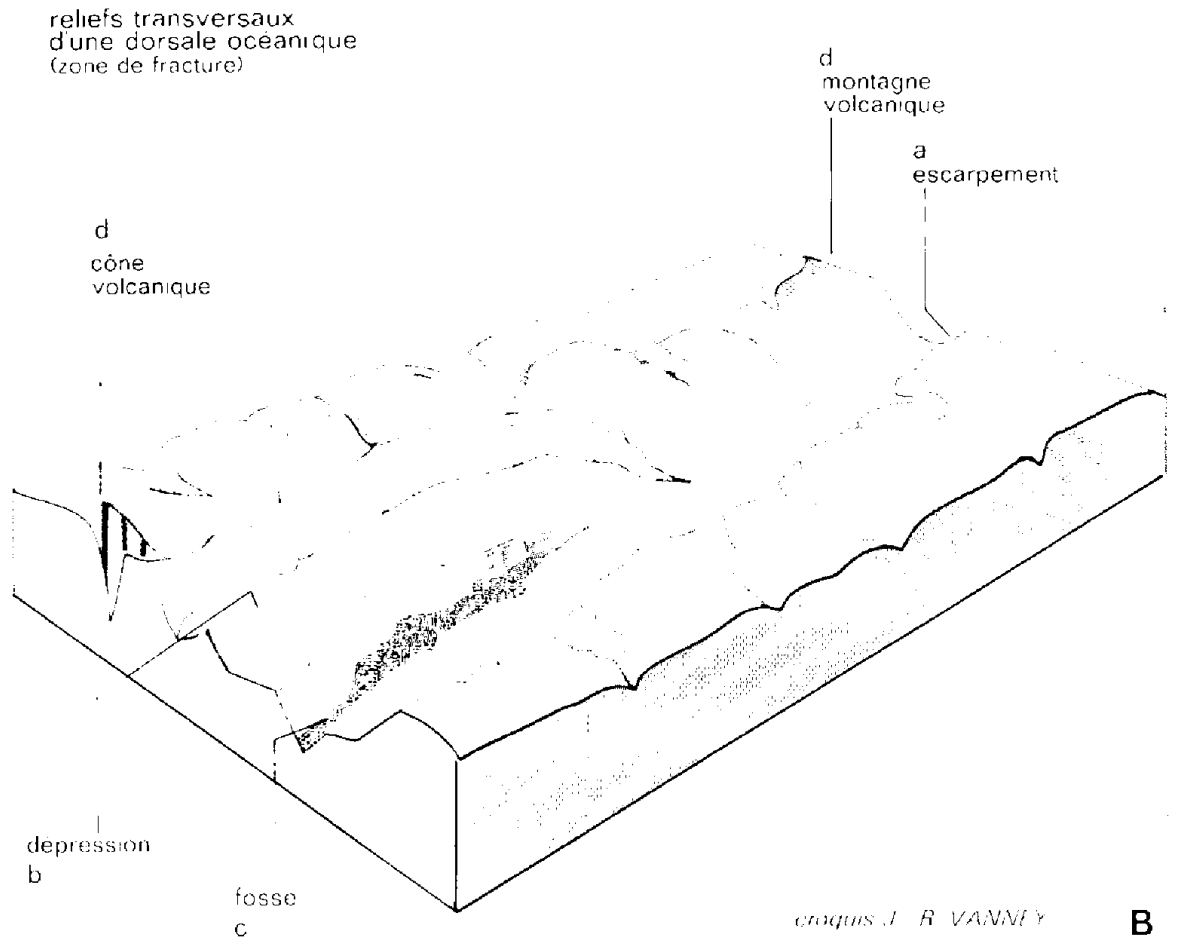 reliefs transversaux
d'une dorsale océanique
(zone de fracture)
d
montagne
volcanique
a
escarpement
d
cône
volcanique
dépression
b
fosse
c
croquis J. R. VANNEY
B